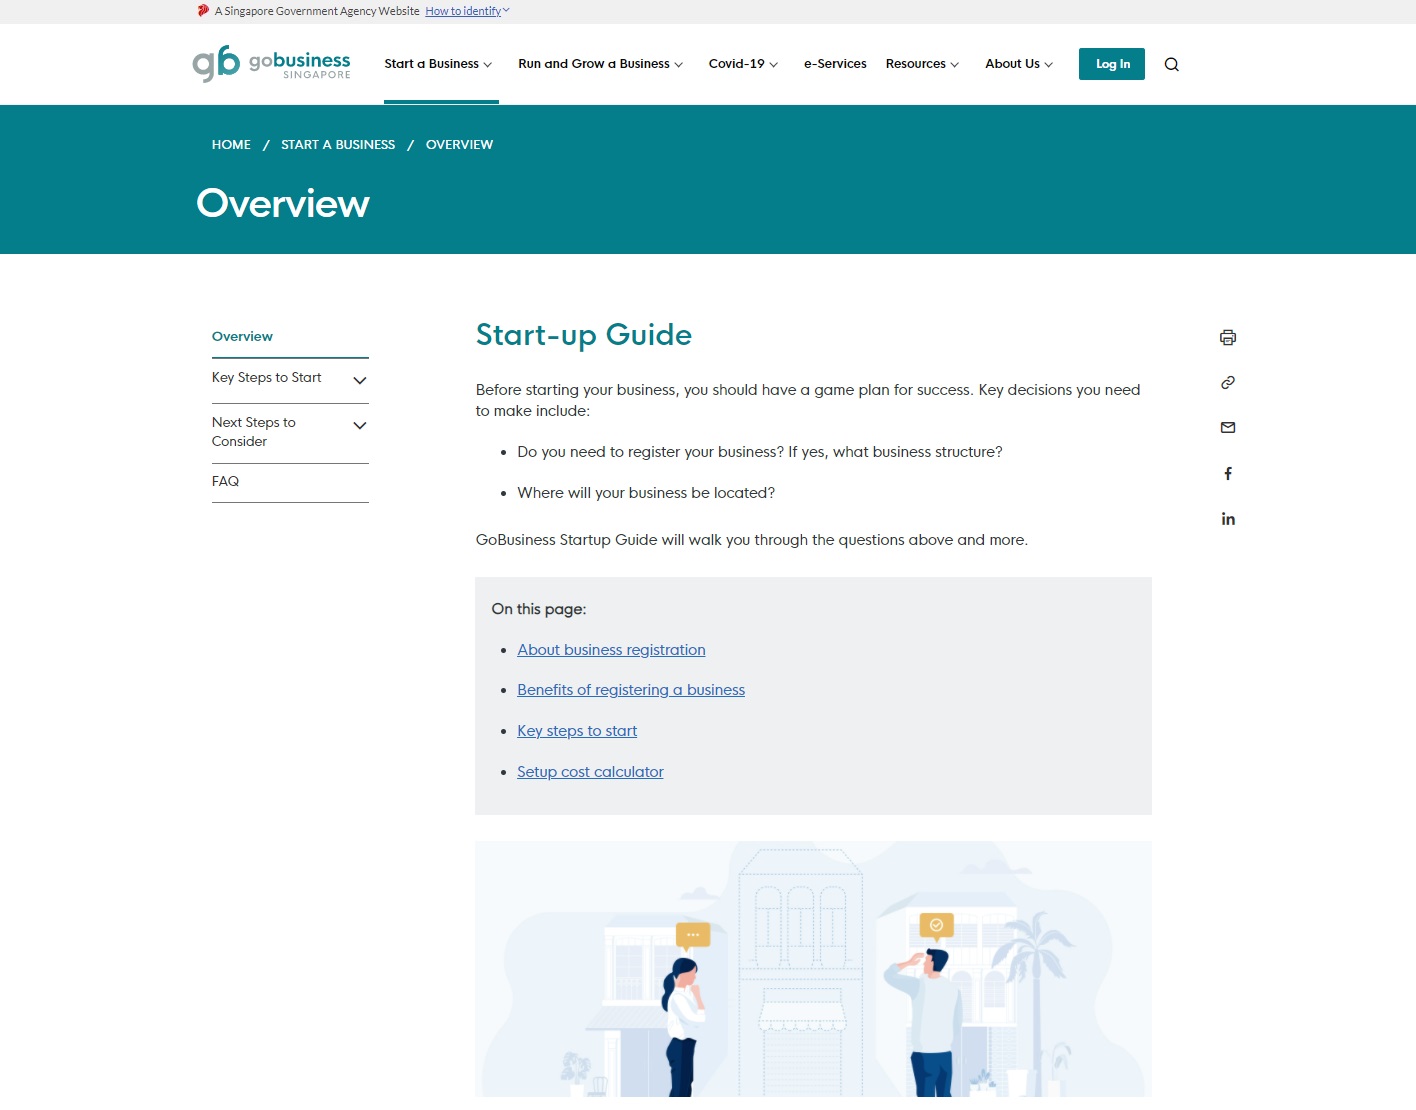 A Singapore Government Agency Website How to identify
gb gobusiness
SINGAPORE
Start a Business Run and Grow a Business Covid-19 e-Services Resources About Us Log In
HOME / START A BUSINESS / OVERVIEW
Overview
Overview
Key Steps to Start
Next Steps to
Consider
FAQ
Start-up Guide
Before starting your business, you should have a game plan for success. Key decisions you need
to make include:
• Do you need to register your business? If yes, what business structure?
• Where will your business be located?
GoBusiness Startup Guide will walk you through the questions above and more.
On this page:
• About business registration
• Benefits of registering a business
• Key steps to start
• Setup cost calculator